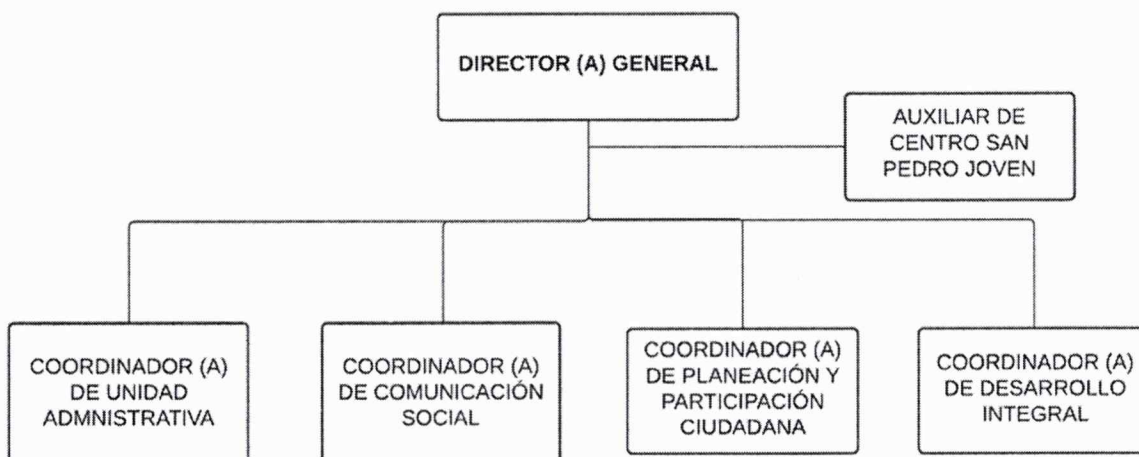 DIRECTOR (A) GENERAL
AUXILIAR DE
CENTRO SAN
PEDRO JOVEN
COORDINADOR (A)
DE UNIDAD
ADMNISTRATIVA
COORDINADOR (A)
DE COMUNICACIÓN
SOCIAL
COORDINADOR (A)
DE PLANEACIÓN Y
PARTICIPACIÓN
CIUDADANA
COORDINADOR (A)
DE DESARROLLO
INTEGRAL